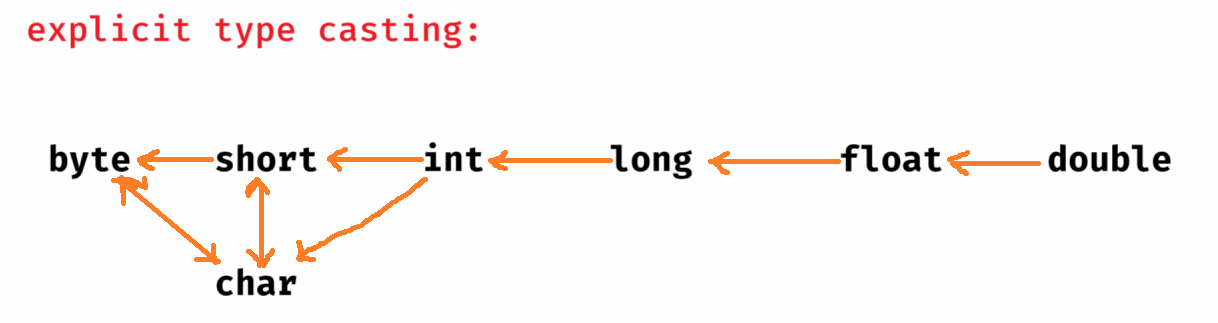 explicit type casting:
byte short int long float double
char